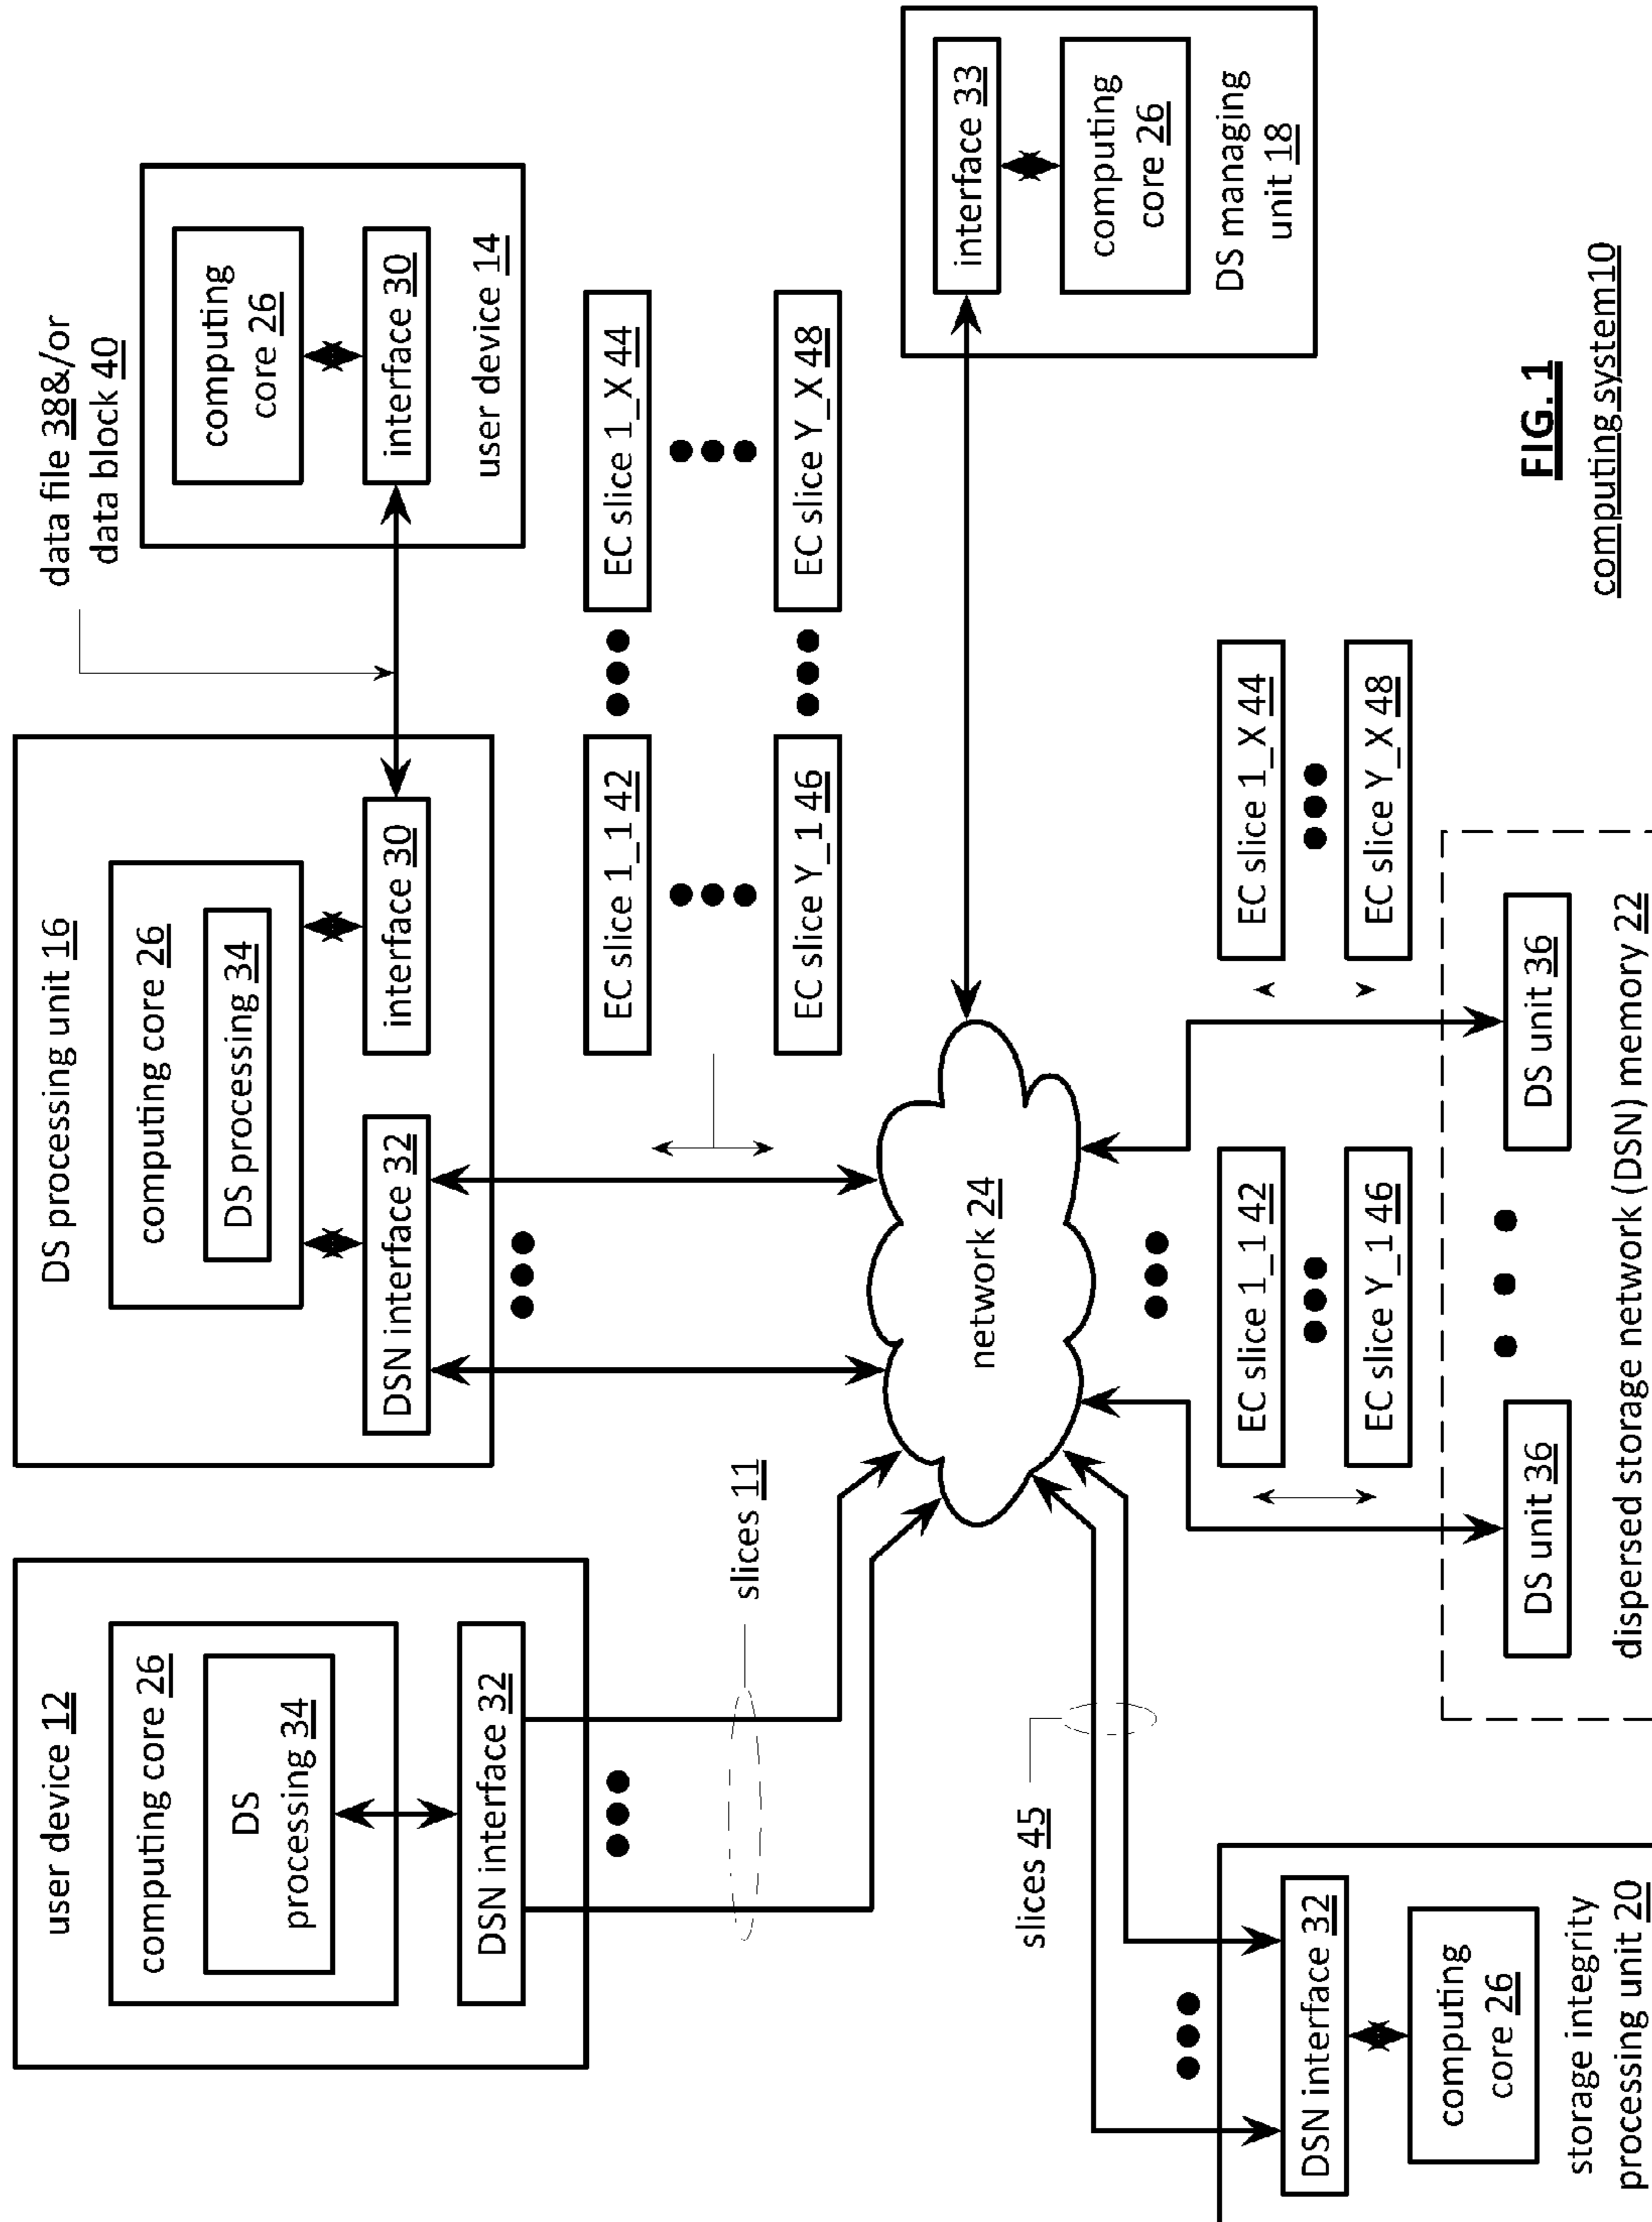 user device 12
computing core 26
DS
processing 34
DSN interface 32
slices 11
DS processing unit 16
computing core 26
DS processing 34
DSN interface 32
interface 30
data file 38&/or
data block 40
computing
core 26
interface 30
user device 14
EC slice 1_1 42
EC slice 1_X 44
EC slice Y_1 46
EC slice Y_X 48
network 24
interface 33
computing
core 26
DS managing
unit 18
slices 45
DSN interface 32
computing
core 26
storage integrity
processing unit 20
EC slice 1_1 42
EC slice 1_X 44
EC slice Y_1 46
EC slice Y_X 48
DS unit 36
DS unit 36
dispersed storage network (DSN) memory 22
FIG. 1
computing system10